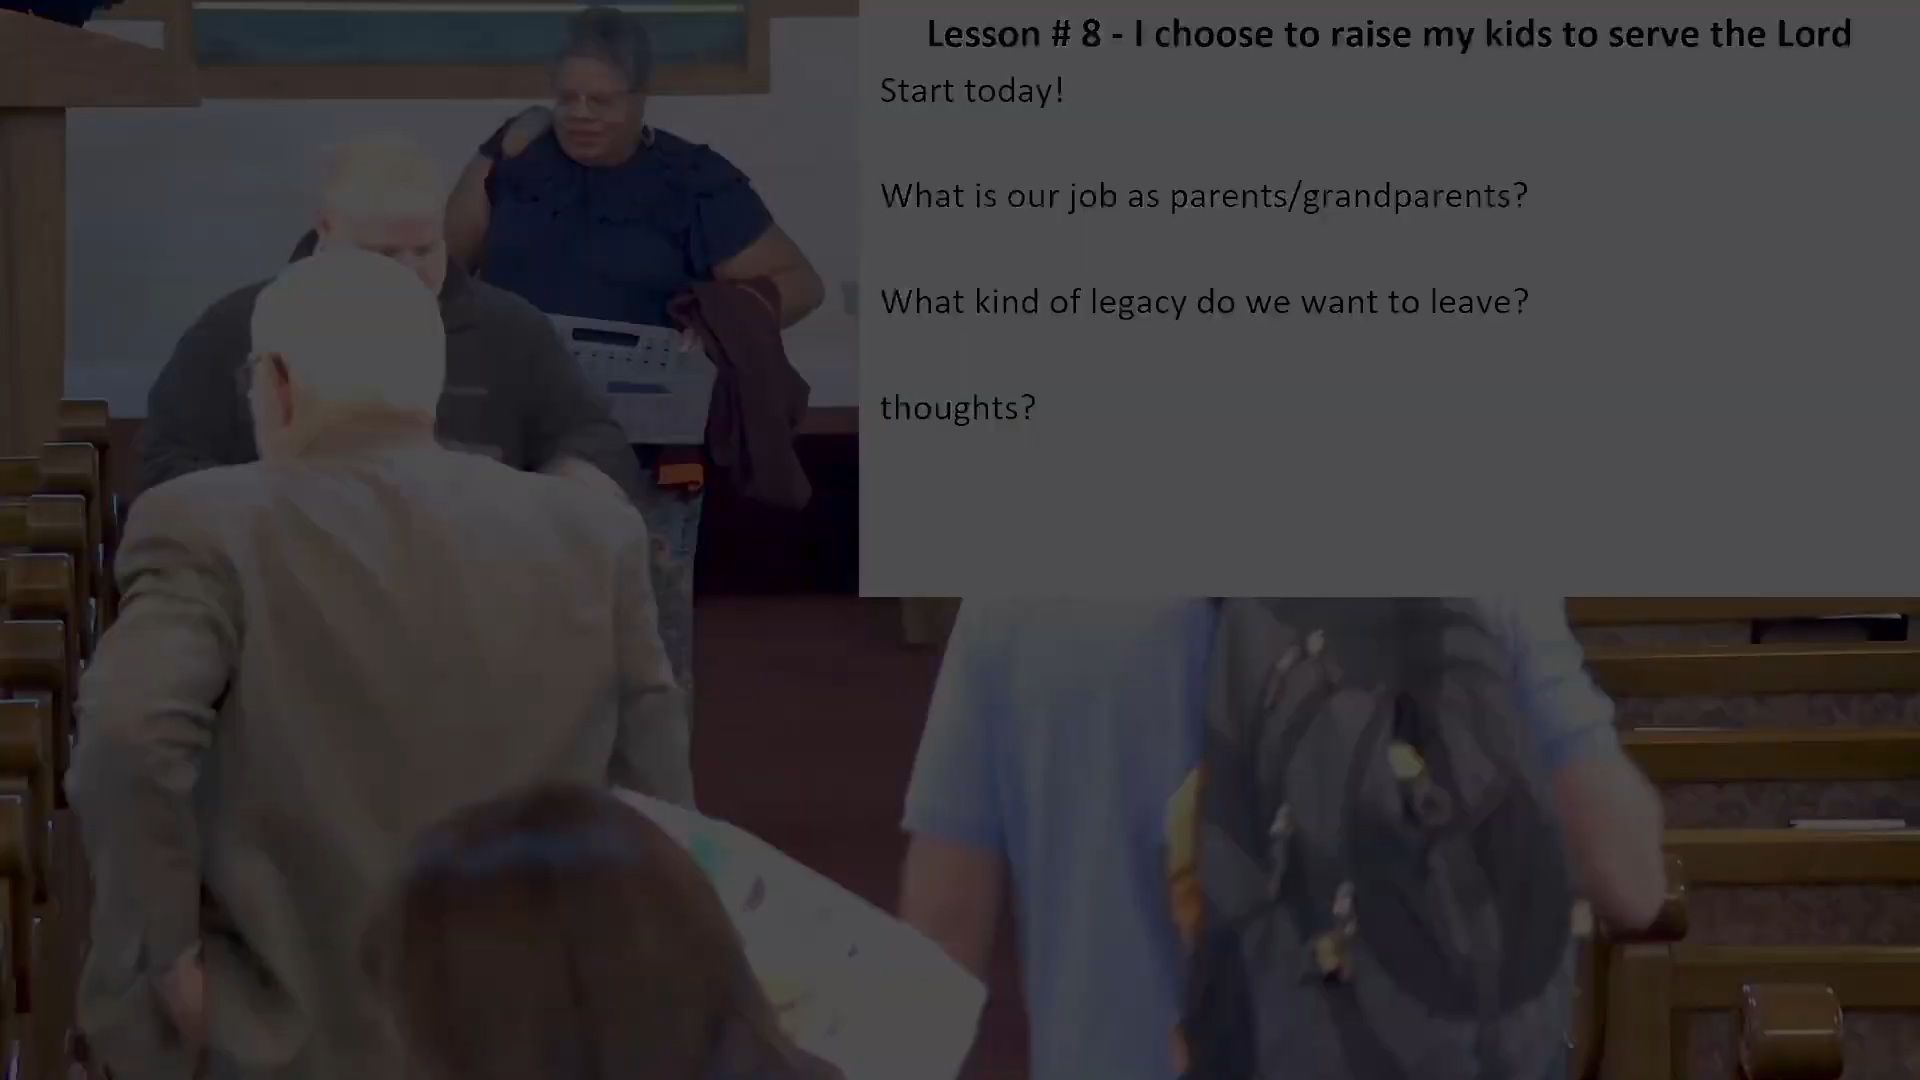 Lesson # 8 - I choose to raise my kids to serve the Lord
Start today!
What is our job as parents/grandparents?
What kind of legacy do we want to leave?
thoughts?